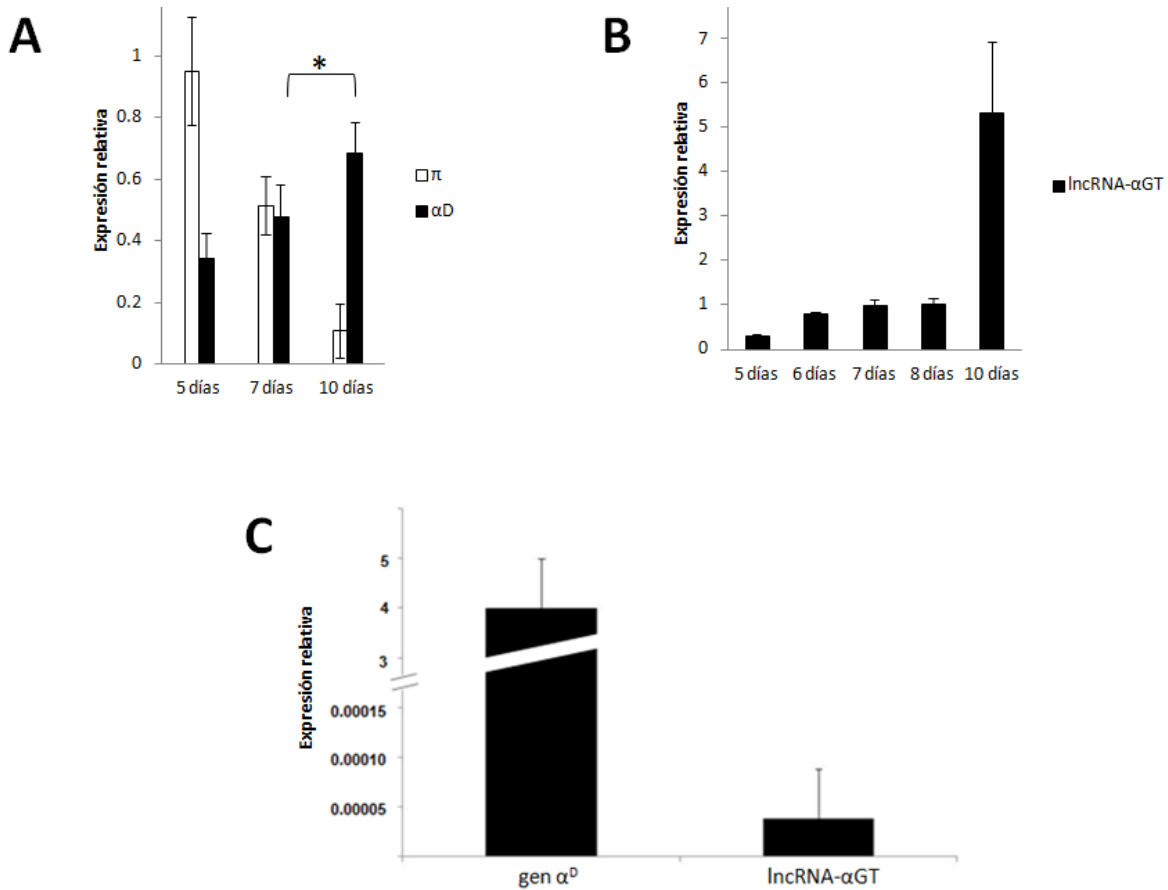 A
Expresión relativa
1
0.8
0.6
0.4
0.2
0
*
5 días
7 días
10 días
π
αD
B
Expresión relativa
7
6
5
4
3
2
1
0
5 días
6 días
7 días
8 días
10 días
lncRNA-αGT
C
Expresión relativa
5
4
3
0.00015
0.00010
0.00005
gen αᴰ
lncRNA-αGT